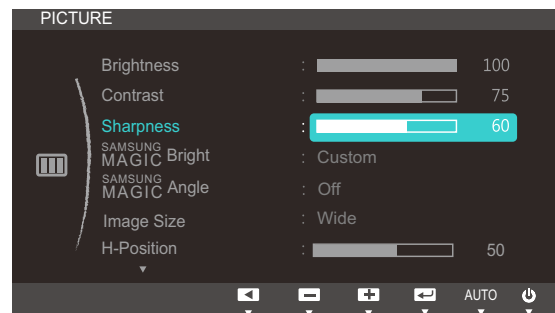 PICTURE
Brightness : 100
Contrast : 75
Sharpness : 60
SAMSUNG
MAGIC Bright : Custom
SAMSUNG
MAGIC Angle : Off
Image Size : Wide
H-Position : 50
AUTO